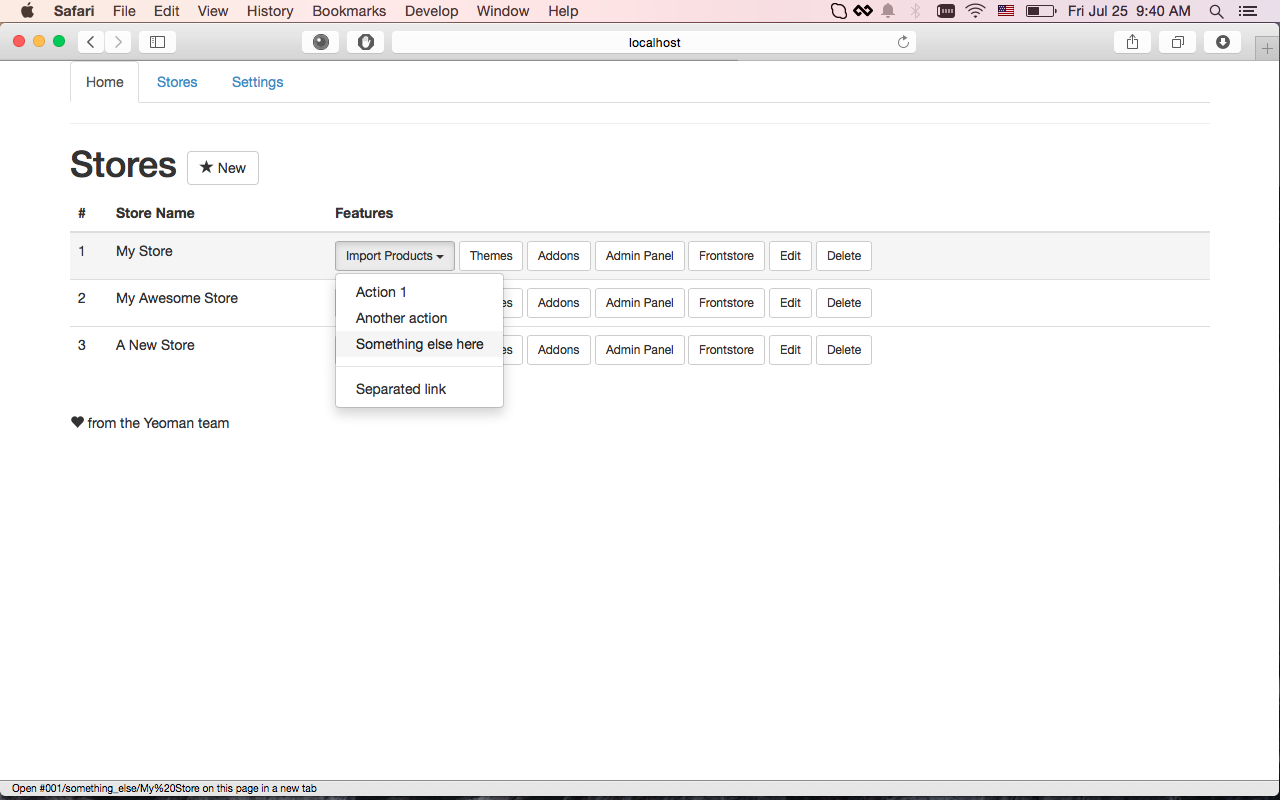 Safari File Edit View History Bookmarks Develop Window Help Fri Jul 25 9:40 AM
localhost
Home Stores Settings
Stores New
# Store Name Features
1 My Store Import Products Themes Addons Admin Panel Frontstore Edit Delete
Action 1
2 My Awesome Store es Addons Admin Panel Frontstore Edit Delete
Another action
Something else here
3 A New Store es Addons Admin Panel Frontstore Edit Delete
Separated link
from the Yeoman team
Open #001/something_else/My%20Store on this page in a new tab